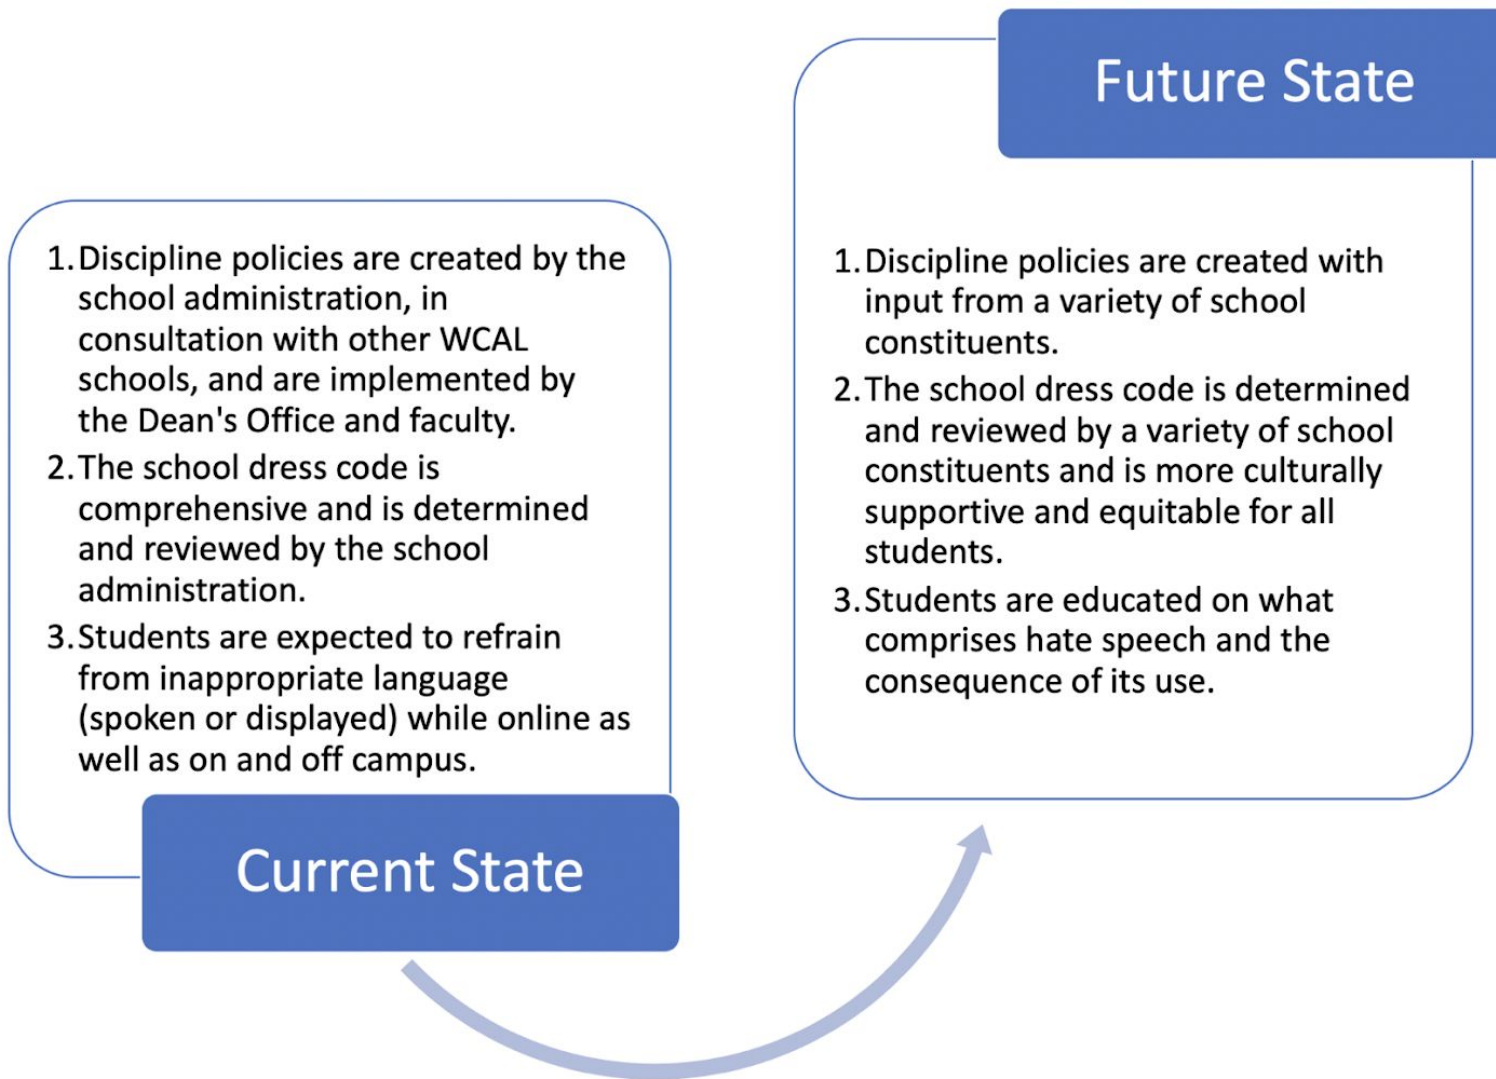 1. Discipline policies are created by the
school administration, in
consultation with other WCAL
schools, and are implemented by
the Dean's Office and faculty.
2. The school dress code is
comprehensive and is determined
and reviewed by the school
administration.
3. Students are expected to refrain
from inappropriate language
(spoken or displayed) while online as
well as on and off campus.
Current State
Future State
1. Discipline policies are created with
input from a variety of school
constituents.
2. The school dress code is determined
and reviewed by a variety of school
constituents and is more culturally
supportive and equitable for all
students.
3. Students are educated on what
comprises hate speech and the
consequence of its use.